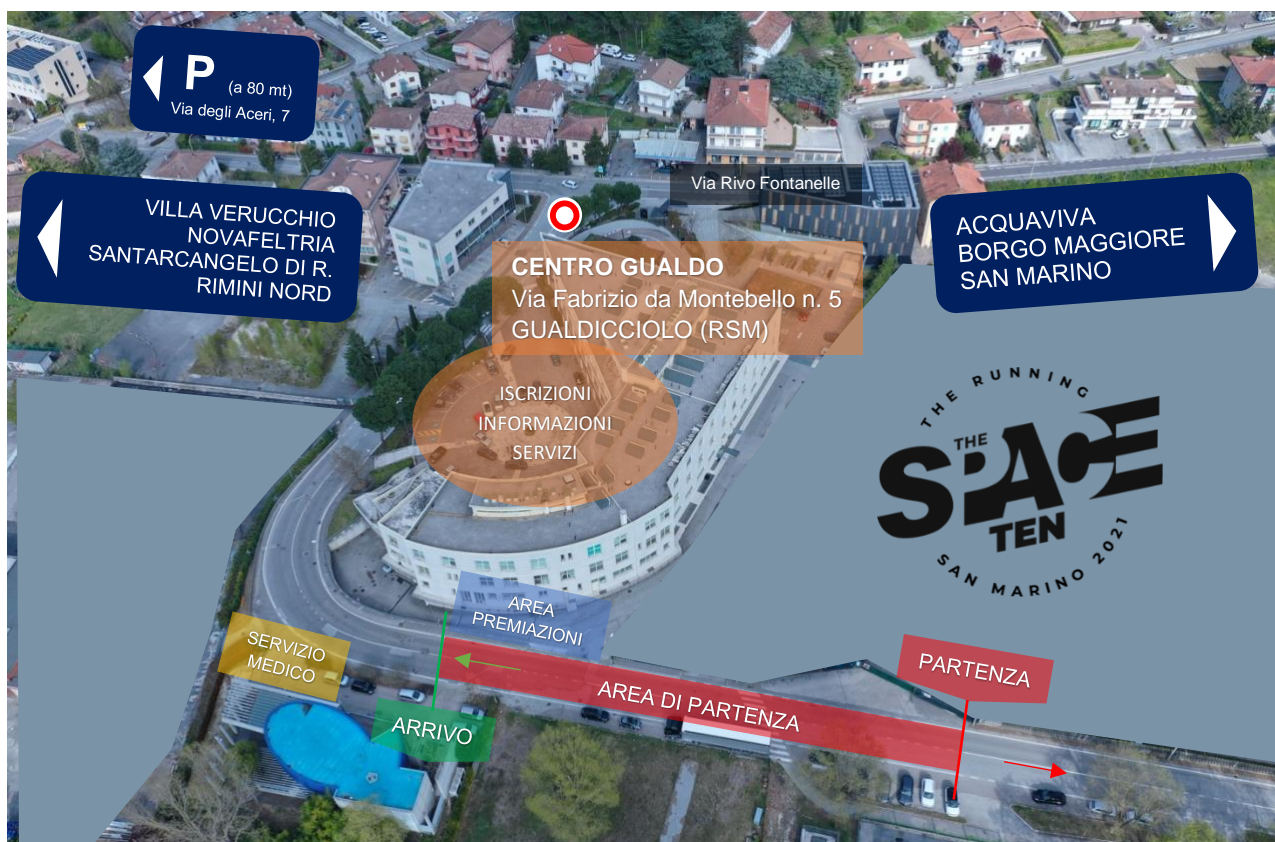 P (a 80 mt)
Via degli Aceri, 7
VILLA VERUCCHIO
NOVAFELTRIA
SANTARCANGELO DI R.
RIMINI NORD
Via Rivo Fontanelle
ACQUAVIVA
BORGO MAGGIORE
SAN MARINO
CENTRO GUALDO
Via Fabrizio da Montebello n. 5
GUALDICCIOLO (RSM)
ISCRIZIONI
INFORMAZIONI
SERVIZI
THE RUNNING
THE
SPACE
TEN
SAN MARINO 2021
AREA
PREMIAZIONI
SERVIZIO
MEDICO
PARTENZA
AREA DI PARTENZA
ARRIVO